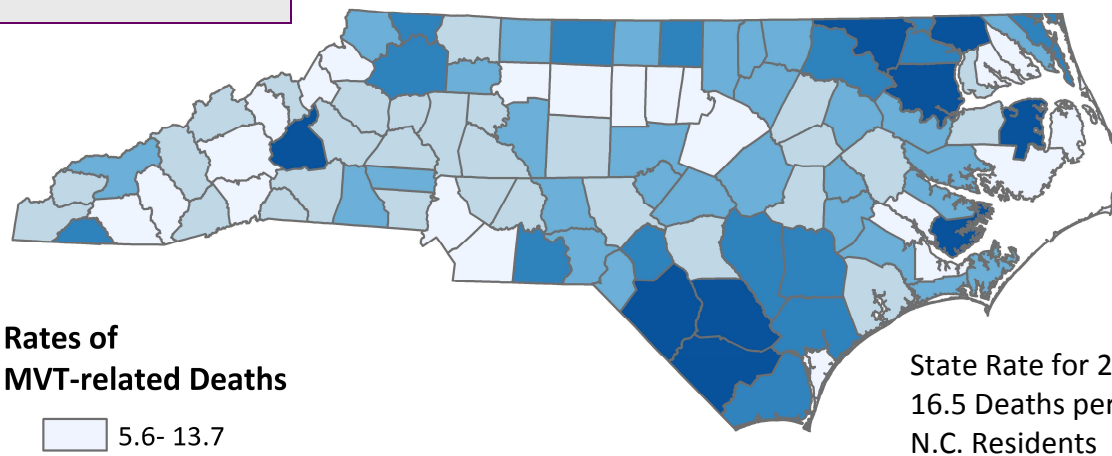 Rates of
MVT-related Deaths
5.6- 13.7
State Rate for 2
16.5 Deaths per
N.C. Residents